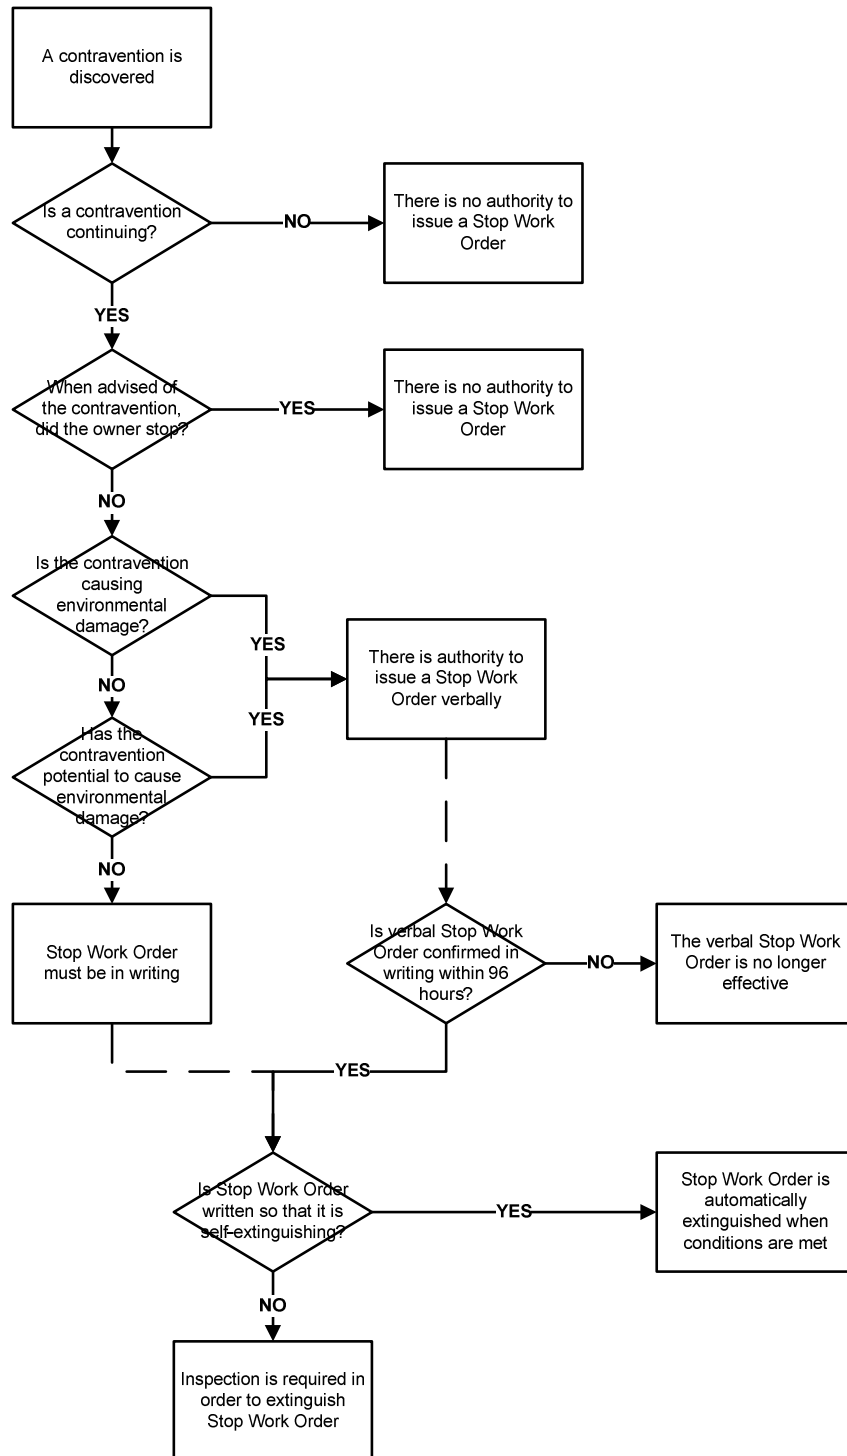 A contravention is
discovered
Is a contravention
continuing?
NO
There is no authority to
issue a Stop Work
Order
YES
When advised of
the contravention,
did the owner stop?
YES
There is no authority to
issue a Stop Work
Order
NO
Is the contravention
causing
environmental
damage?
YES
There is authority to
issue a Stop Work
Order verbally
NO
YES
Has the
contravention
potential to cause
environmental
damage?
NO
Stop Work Order
must be in writing
Is verbal Stop Work
Order confirmed in
writing within 96
hours?
NO
The verbal Stop Work
Order is no longer
effective
YES
Is Stop Work Order
written so that it is
self-extinguishing?
YES
Stop Work Order is
automatically
extinguished when
conditions are met
NO
Inspection is required in
order to extinguish
Stop Work Order